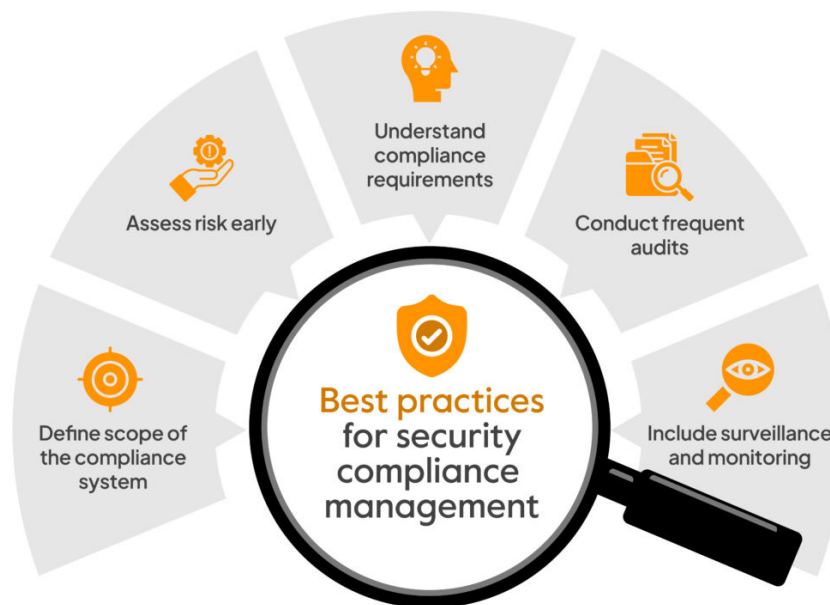 Define scope of
the compliance
system
Assess risk early
Understand
compliance
requirements
Conduct frequent
audits
Include surveillance
and monitoring
Best practices
for security
compliance
management